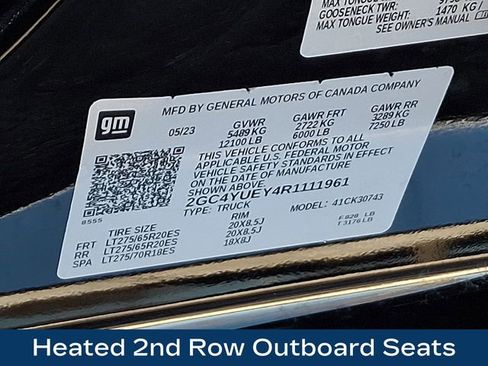 MAX TONGUE
GOOSENECK TWR:
MAX TONGUE WEIGHT: 1470 KG /
SEE OWNER'S MANUAL
gm
MFD BY GENERAL MOTORS OF CANADA COMPANY
05/23 GVWR GAWR FRT GAWR RR
5489 KG 2722 KG 3289 KG
12100 LB 6000 LB 7250 LB
THIS VEHICLE CONFORMS TO ALL
APPLICABLE U.S. FEDERAL MOTOR
VEHICLE SAFETY STANDARDS IN EFFECT ON
THE DATE OF MANUFACTURE SHOWN ABOVE.
2GC4YUEY4R1111961
TYPE: TRUCK MODEL: 41CK30743
8555
TIRE SIZE RIM
FRT LT275/65R20ES 20X8.5J
RR LT275/65R20ES 20X8.5J
SPA LT275/70R18ES 18X8J
F:828 LB
T:3176 LB
Heated 2nd Row Outboard Seats